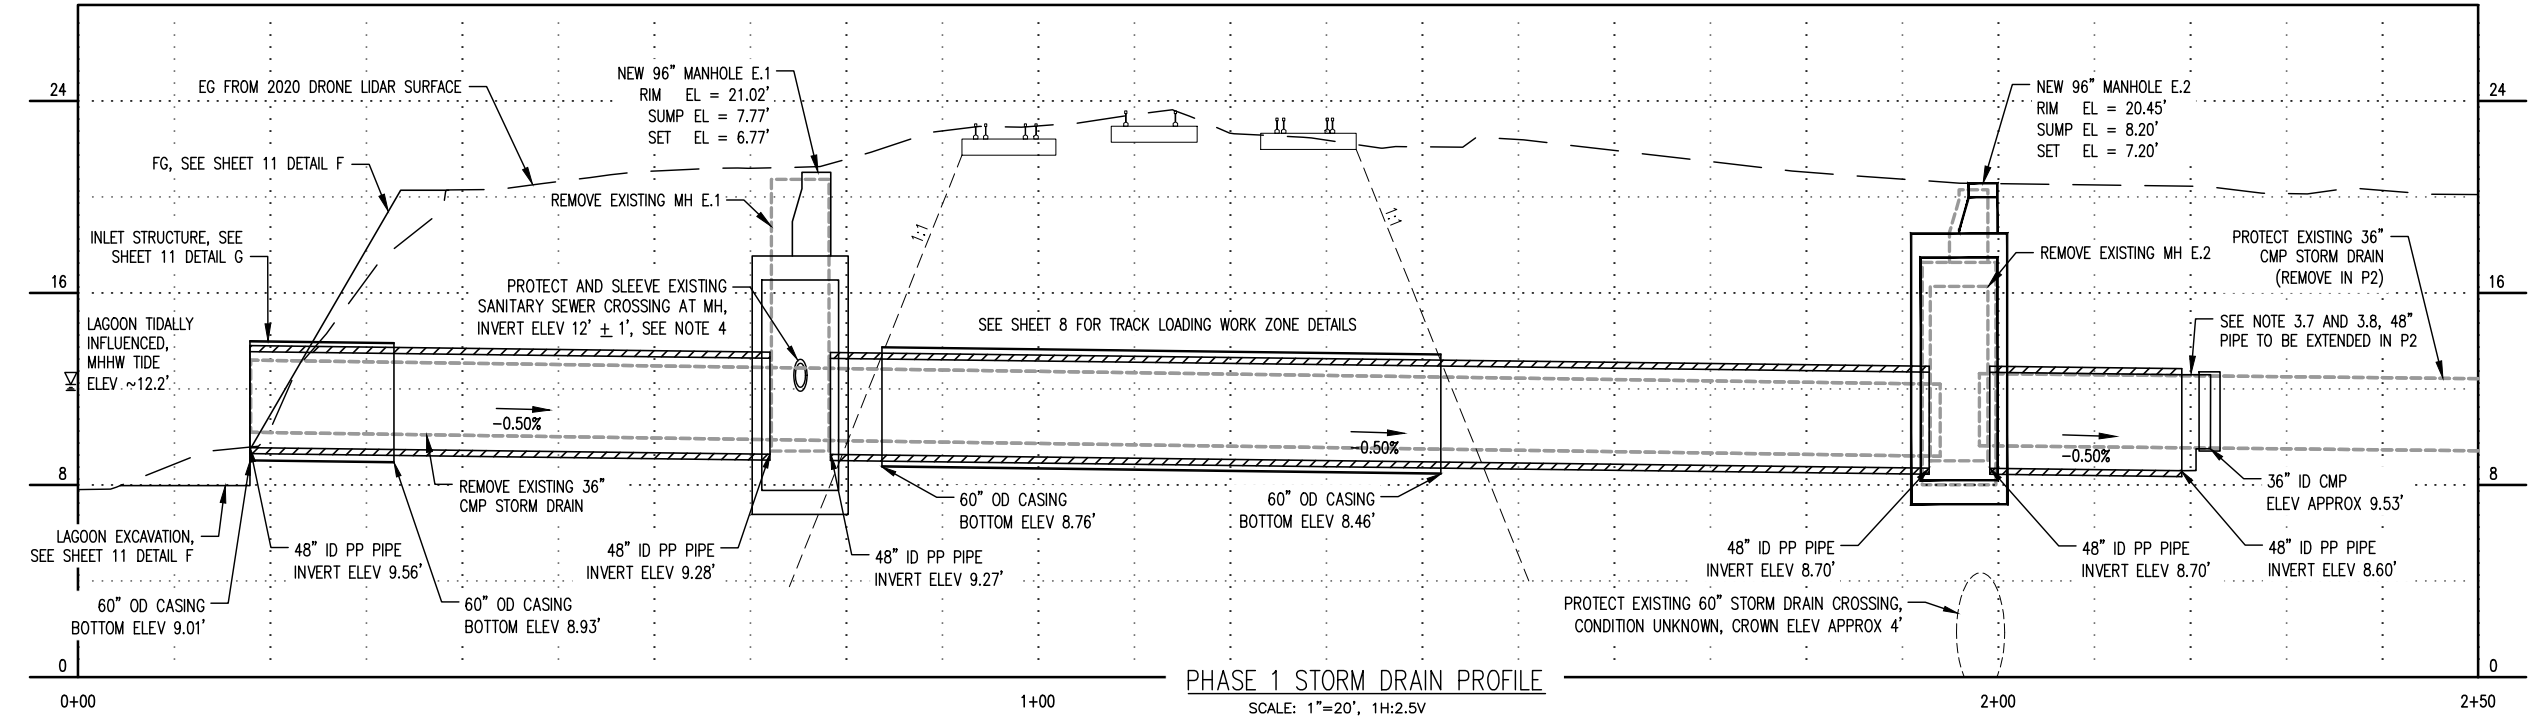 EG FROM 2020 DRONE LIDAR SURFACE
NEW 96" MANHOLE E.1
RIM EL = 21.02'
SUMP EL = 7.77'
SET EL = 6.77'
NEW 96" MANHOLE E.2
RIM EL = 20.45'
SUMP EL = 8.20'
SET EL = 7.20'
24
24
FG, SEE SHEET 11 DETAIL F
REMOVE EXISTING MH E.1
1:1
1:1
INLET STRUCTURE, SEE
SHEET 11 DETAIL G
PROTECT EXISTING 36"
CMP STORM DRAIN
(REMOVE IN P2)
REMOVE EXISTING MH E.2
16
16
PROTECT AND SLEEVE EXISTING
SANITARY SEWER CROSSING AT MH,
INVERT ELEV 12' ± 1', SEE NOTE 4
LAGOON TIDALLY
INFLUENCED,
MHHW TIDE
ELEV ~12.2'
SEE SHEET 8 FOR TRACK LOADING WORK ZONE DETAILS
SEE NOTE 3.7 AND 3.8, 48"
PIPE TO BE EXTENDED IN P2
-0.50%
-0.50%
-0.50%
8
8
REMOVE EXISTING 36"
CMP STORM DRAIN
60" OD CASING
BOTTOM ELEV 8.76'
60" OD CASING
BOTTOM ELEV 8.46'
36" ID CMP
ELEV APPROX 9.53'
LAGOON EXCAVATION,
SEE SHEET 11 DETAIL F
48" ID PP PIPE
INVERT ELEV 9.56'
48" ID PP PIPE
INVERT ELEV 9.28'
48" ID PP PIPE
INVERT ELEV 9.27'
48" ID PP PIPE
INVERT ELEV 8.70'
48" ID PP PIPE
INVERT ELEV 8.70'
48" ID PP PIPE
INVERT ELEV 8.60'
60" OD CASING
BOTTOM ELEV 9.01'
60" OD CASING
BOTTOM ELEV 8.93'
PROTECT EXISTING 60" STORM DRAIN CROSSING,
CONDITION UNKNOWN, CROWN ELEV APPROX 4'
0
0
PHASE 1 STORM DRAIN PROFILE
SCALE: 1"=20', 1H:2.5V
0+00
1+00
2+00
2+50